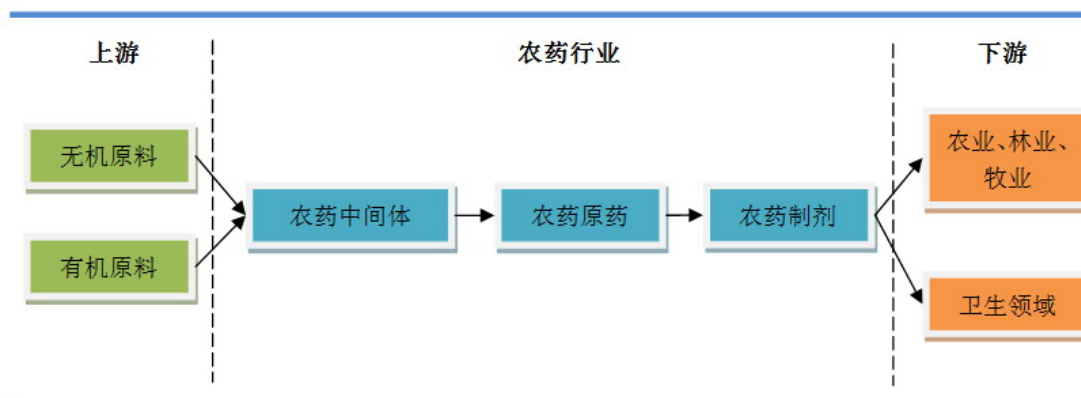 上游
农药行业
下游
无机原料
有机原料
农药中间体
农药原药
农药制剂
农业、林业、
牧业
卫生领域